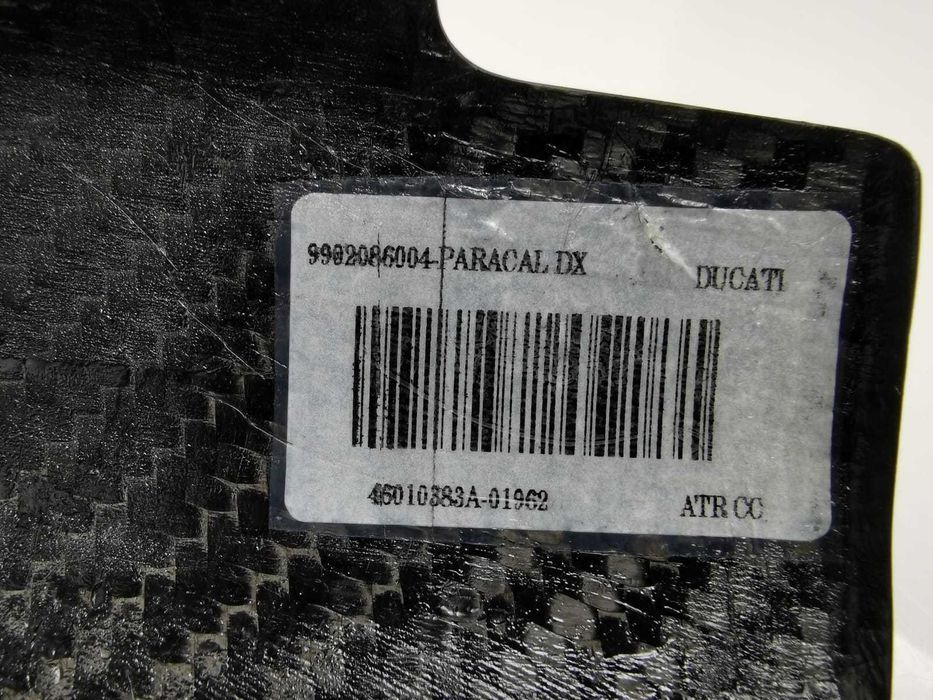 9902086004-PARACAL DX
DUCATI
46010383A-01962
ATR CC